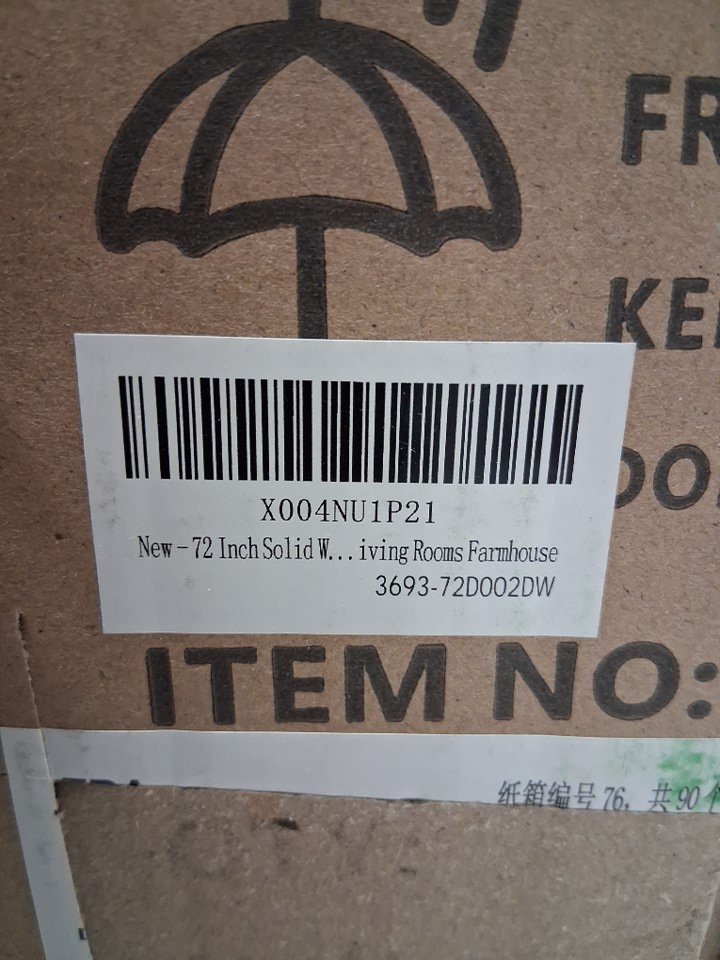 FR
KE
X004NU1P21
New - 72 Inch Solid W... iving Rooms Farmhouse
3693-72D002DW
ITEM NO:
纸箱编号 76, 共 90